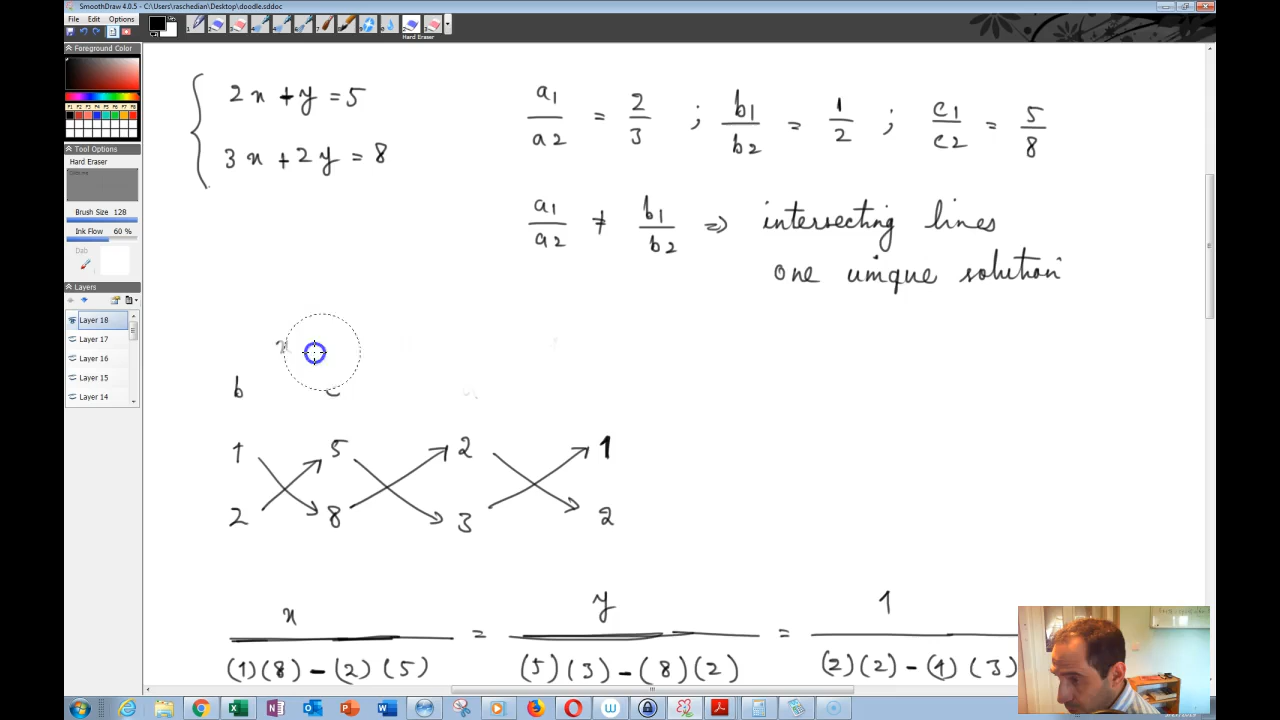 SmoothDraw 4.0.5 - C:\Users\raschedian\Desktop\doodle.sddoc
File Edit Options
Hard Eraser
Foreground Color
Tool Options
Hard Eraser
Brush Size 128
Ink Flow 60 %
Dab
Layers
Layer 18
Layer 17
Layer 16
Layer 15
Layer 14
2x + y = 5
3x + 2y = 8
a1/a2 = 2/3 ; b1/b2 = 1/2 ; c1/c2 = 5/8
a1/a2 ≠ b1/b2 ⇒ intersecting lines
one unique solution
x
b
1 5 2 1
2 8 3 2
x/((1)(8) - (2)(5)) = y/((5)(3) - (8)(2)) = 1/((2)(2) - (1)(3)